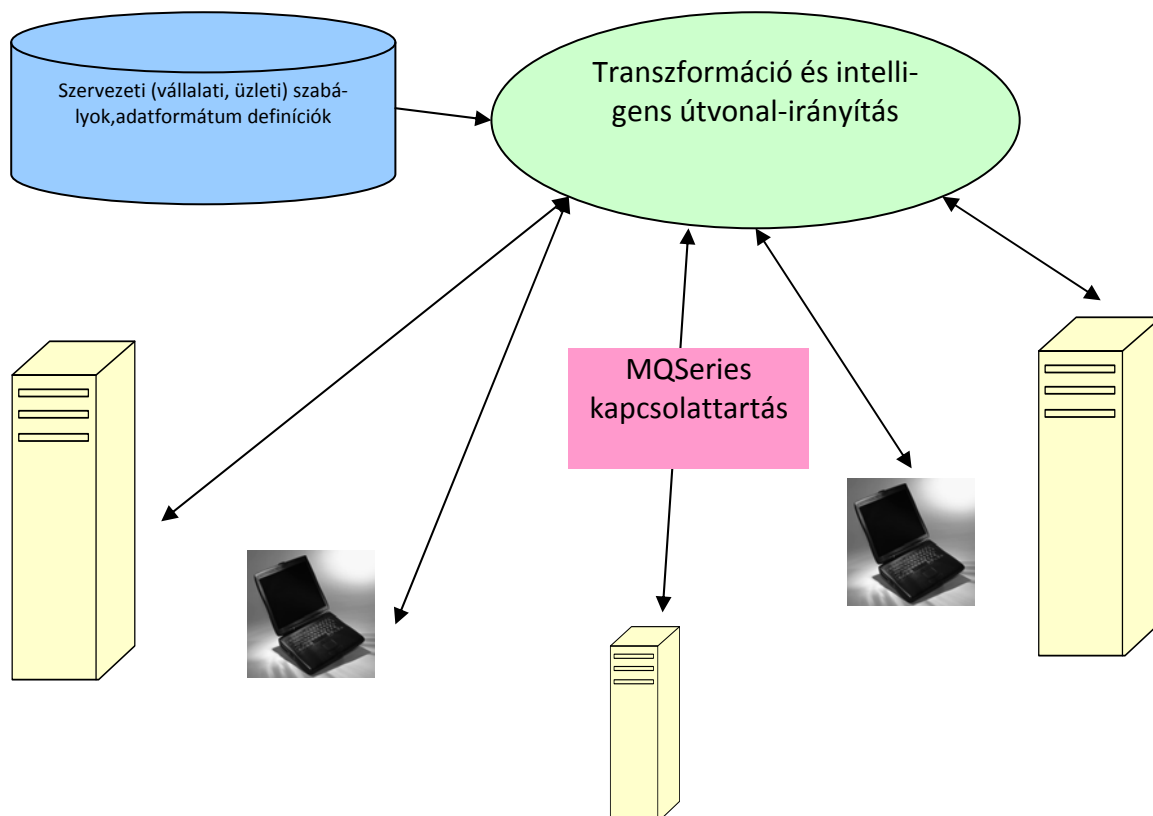 Szervezeti (vállalati, üzleti) szabá-
lyok,adatformátum definíciók
Transzformáció és intelli-
gens útvonal-irányítás
MQSeries
kapcsolattartás